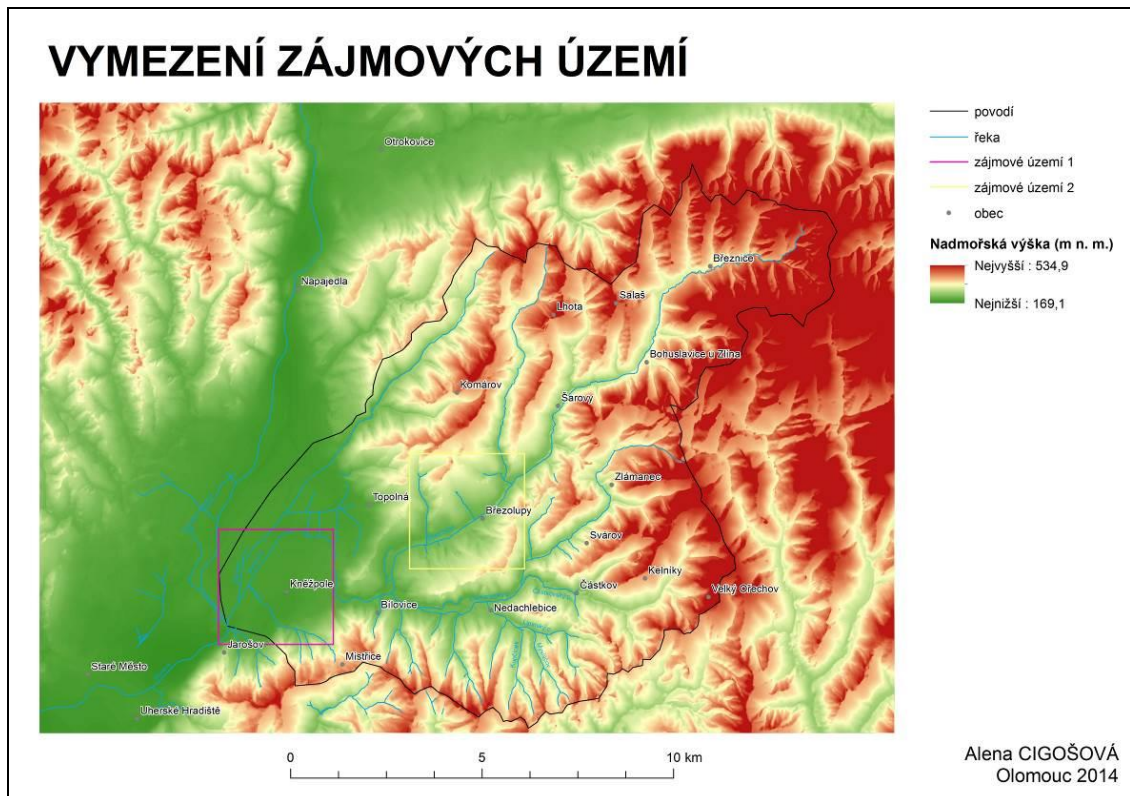 VYMEZENÍ ZÁJMOVÝCH ÚZEMÍ
povodí
řeka
zájmové území 1
zájmové území 2
obec
Nadmořská výška (m n. m.)
Nejvyšší : 534,9
Nejnižší : 169,1
Otrokovice
Březnice
Napajedla
Salaš
Lhota
Bohuslavice u Zlína
Komárov
Šarový
Zlámanec
Topolná
Březolupy
Svárov
Kněžpole
Kelníky
Částkov
Velký Ořechov
Bílovice
Nedachlebice
Jarošov
Mistřice
Staré Město
Uherské Hradiště
0 5 10 km
Alena CIGOŠOVÁ
Olomouc 2014